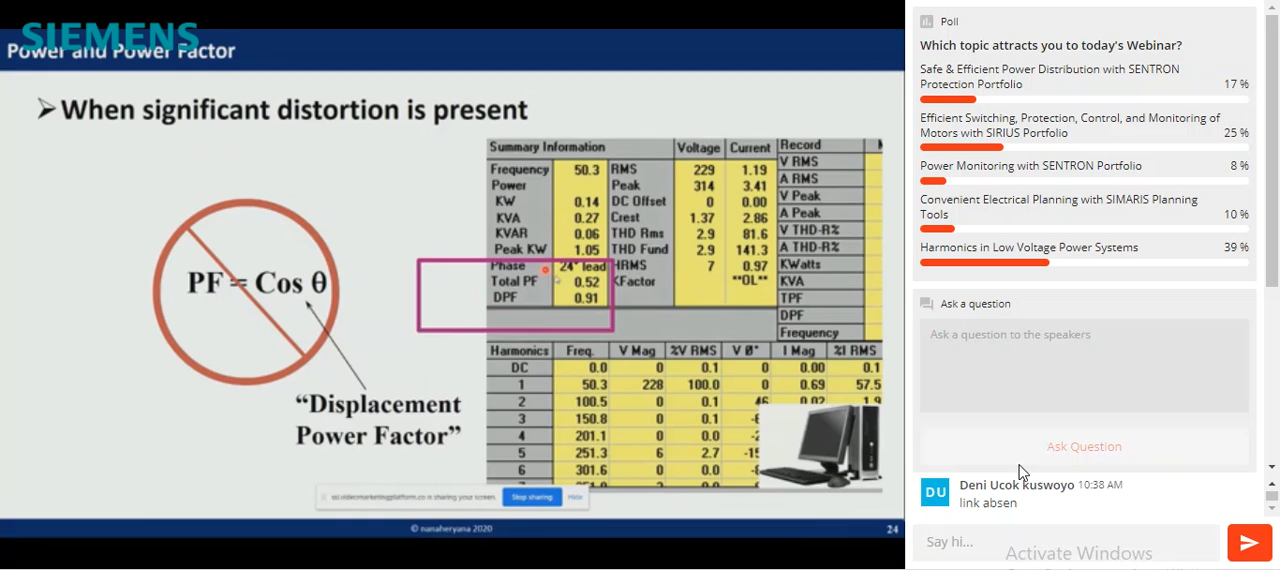 SIEMENS
Power and Power Factor
➢When significant distortion is present
PF = Cos θ
“Displacement
Power Factor”
Summary Information Voltage Current Record
Frequency 50.3 RMS 229 1.19 V RMS
Power Peak 314 3.41 A RMS
KW 0.14 DC Offset 0 0.00 V Peak
KVA 0.27 Crest 1.37 2.86 A Peak
KVAR 0.06 THD Rms 2.9 81.6 V THD-R%
Peak KW 1.05 THD Fund 2.9 141.3 A THD-R%
Phase 24° lead HRMS 7 0.97 KWatts
Total PF 0.52 KFactor **OL** KVA
DPF 0.91 TPF
DPF
Frequency
Harmonics Freq. V Mag %V RMS V Ø° I Mag %I RMS
DC 0.0 0 0.1 0 0.00 0.1
1 50.3 228 100.0 0 0.69 57.5
2 100.5 0 0.1 46 0.02 1.9
3 150.8 0 0.1
4 201.1 0 0.0
5 251.3 6 2.7
6 301.6 0 0.0
ssl.videomarketingplatform.co is sharing your screen. Stop sharing Hide
© nanaheryana 2020
24
Poll
Which topic attracts you to today's Webinar?
Safe & Efficient Power Distribution with SENTRON
Protection Portfolio 17 %
Efficient Switching, Protection, Control, and Monitoring of
Motors with SIRIUS Portfolio 25 %
Power Monitoring with SENTRON Portfolio 8 %
Convenient Electrical Planning with SIMARIS Planning
Tools 10 %
Harmonics in Low Voltage Power Systems 39 %
Ask a question
Ask a question to the speakers
Ask Question
DU
Deni Ucok Kuswoyo 10:38 AM
link absen
Say hi...
Activate Windows